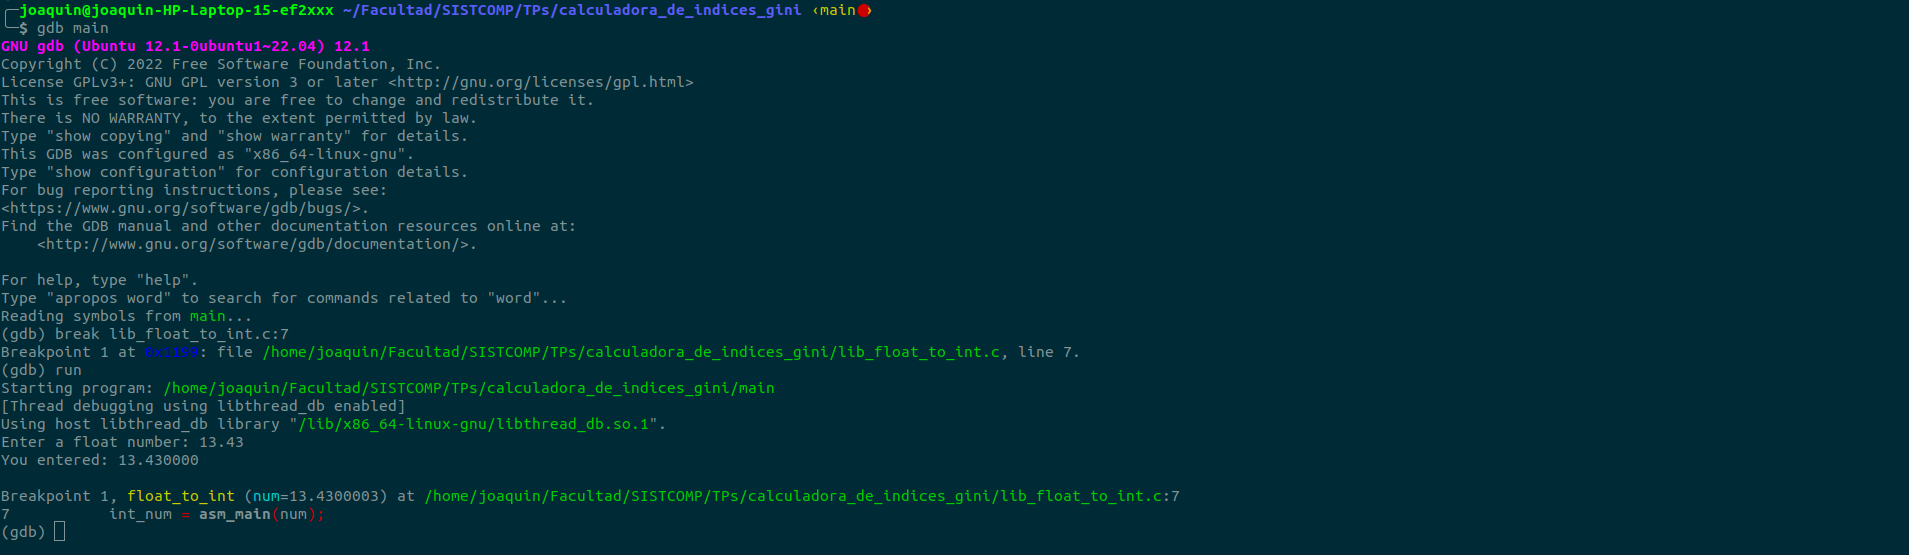 joaquin@joaquin-HP-Laptop-15-ef2xxx ~/Facultad/SISTCOMP/TPs/calculadora_de_indices_gini ‹main●›
$ gdb main
GNU gdb (Ubuntu 12.1-0ubuntu1~22.04) 12.1
Copyright (C) 2022 Free Software Foundation, Inc.
License GPLv3+: GNU GPL version 3 or later <http://gnu.org/licenses/gpl.html>
This is free software: you are free to change and redistribute it.
There is NO WARRANTY, to the extent permitted by law.
Type "show copying" and "show warranty" for details.
This GDB was configured as "x86_64-linux-gnu".
Type "show configuration" for configuration details.
For bug reporting instructions, please see:
<https://www.gnu.org/software/gdb/bugs/>.
Find the GDB manual and other documentation resources online at:
    <http://www.gnu.org/software/gdb/documentation/>.

For help, type "help".
Type "apropos word" to search for commands related to "word"...
Reading symbols from main...
(gdb) break lib_float_to_int.c:7
Breakpoint 1 at 0x1199: file /home/joaquin/Facultad/SISTCOMP/TPs/calculadora_de_indices_gini/lib_float_to_int.c, line 7.
(gdb) run
Starting program: /home/joaquin/Facultad/SISTCOMP/TPs/calculadora_de_indices_gini/main
[Thread debugging using libthread_db enabled]
Using host libthread_db library "/lib/x86_64-linux-gnu/libthread_db.so.1".
Enter a float number: 13.43
You entered: 13.430000

Breakpoint 1, float_to_int (num=13.4300003) at /home/joaquin/Facultad/SISTCOMP/TPs/calculadora_de_indices_gini/lib_float_to_int.c:7
7           int_num = asm_main(num);
(gdb)